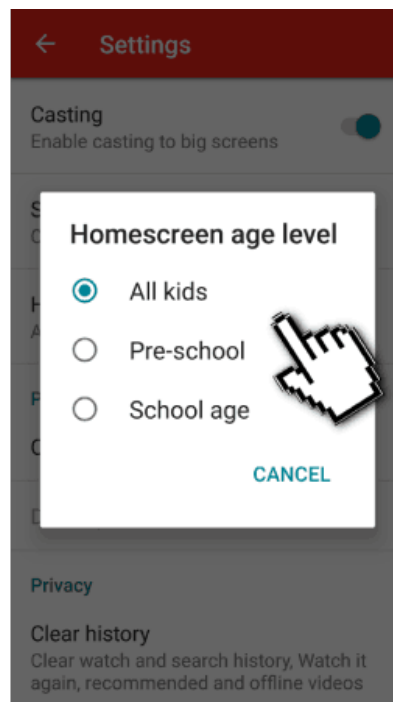 Settings
Casting
Enable casting to big screens
Homescreen age level
All kids
Pre-school
School age
CANCEL
Privacy
Clear history
Clear watch and search history, Watch it
again, recommended and offline videos